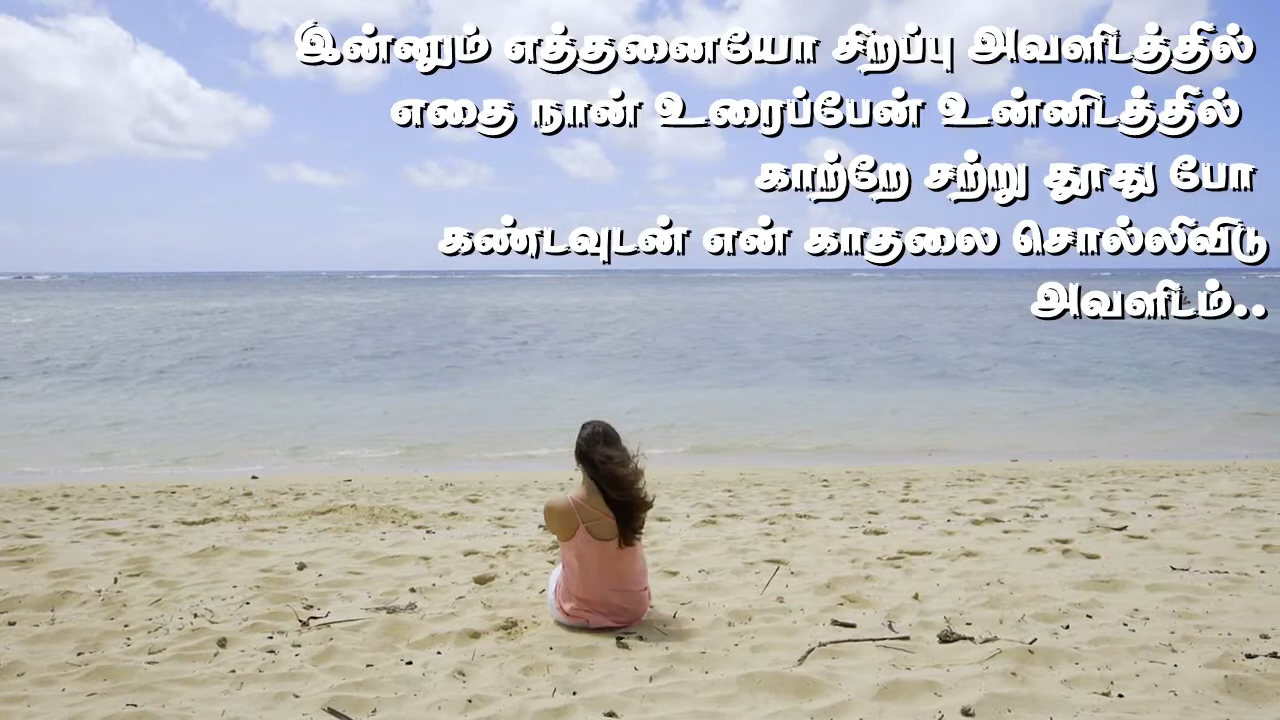 இன்னும் எத்தனையோ சிறப்பு அவளிடத்தில்
எதை நான் உரைப்பேன் உன்னிடத்தில்
காற்றே சற்று தூது போ
கண்டவுடன் என் காதலை சொல்லிவிடு
அவளிடம்..